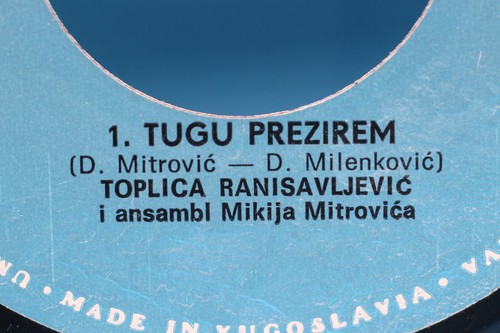 1. TUGU PREZIREM
(D. Mitrović — D. Milenković)
TOPLICA RANISAVLJEVIĆ
i ansambl Mikija Mitrovića
• MADE IN YUGOSLAVIA •